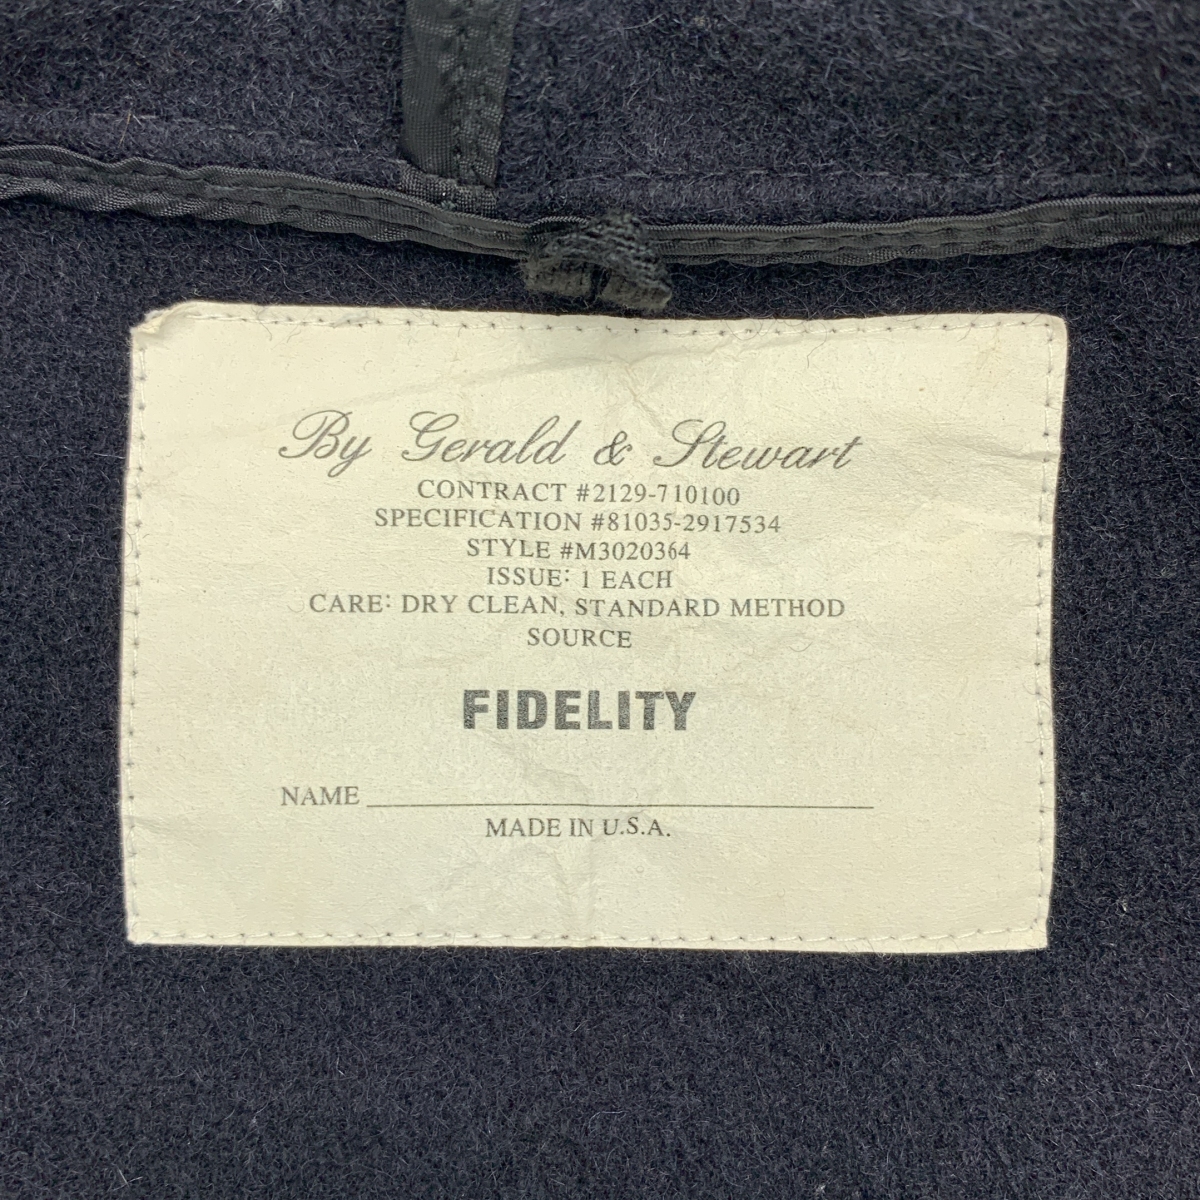 By Gerald & Stewart
CONTRACT #2129-710100
SPECIFICATION #81035-2917534
STYLE #M3020364
ISSUE: 1 EACH
CARE: DRY CLEAN, STANDARD METHOD
SOURCE
FIDELITY
NAME
MADE IN U.S.A.